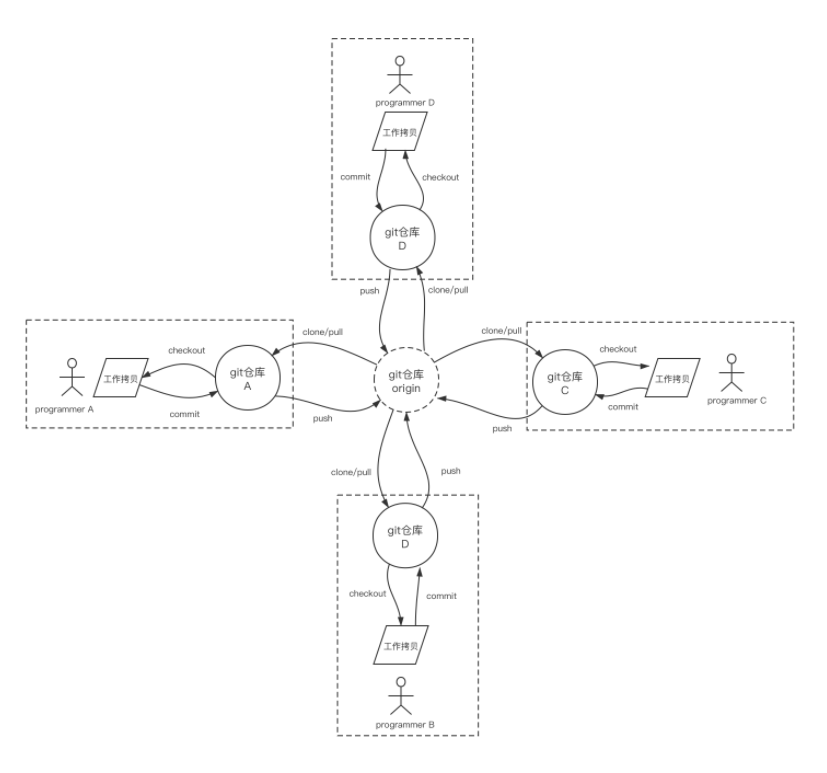 programmer D
工作拷贝
commit
checkout
git仓库
D
push
clone/pull
clone/pull
clone/pull
checkout
git仓库
A
工作拷贝
programmer A
commit
push
git仓库
origin
git仓库
C
checkout
工作拷贝
programmer C
commit
push
clone/pull
push
git仓库
D
checkout
commit
工作拷贝
programmer B